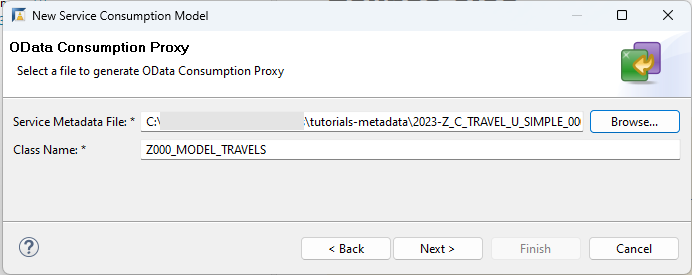 New Service Consumption Model
OData Consumption Proxy
Select a file to generate OData Consumption Proxy
Service Metadata File: * C:\ \tutorials-metadata\2023-Z_C_TRAVEL_U_SIMPLE_00 Browse...
Class Name: * Z000_MODEL_TRAVELS
? < Back Next > Finish Cancel